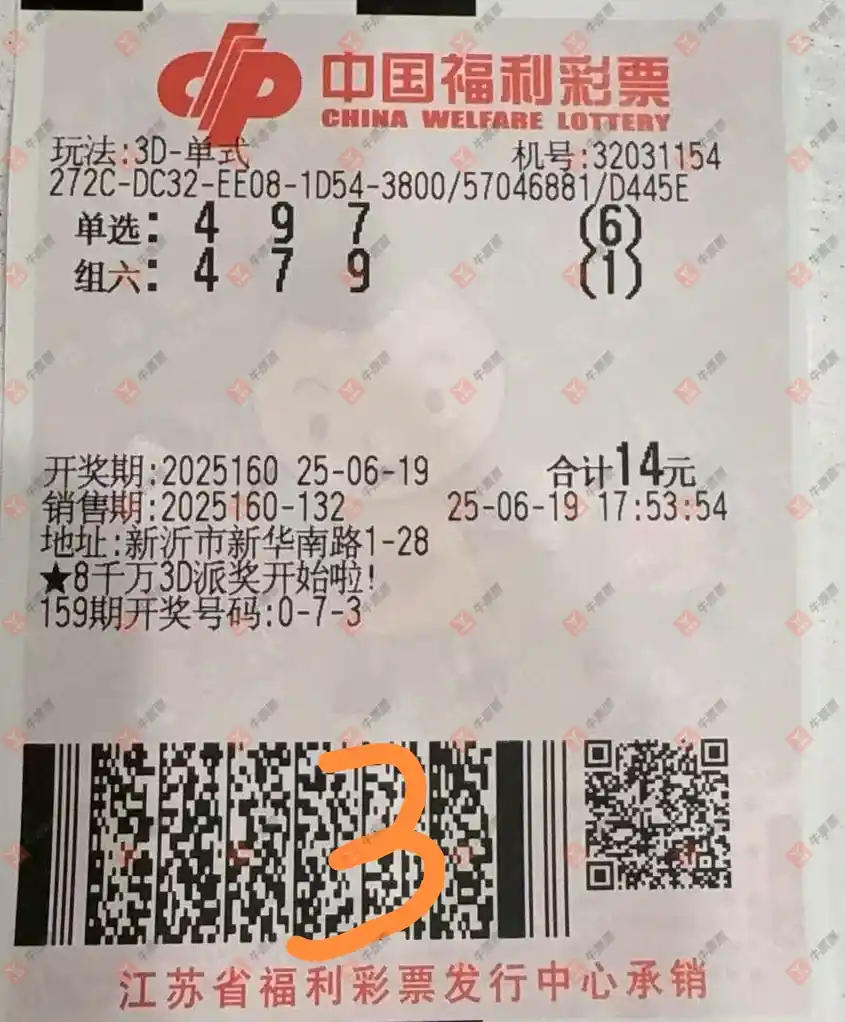 中国福利彩票
CHINA WELFARE LOTTERY
玩法:3D-单式 机号:32031154
272C-DC32-EE08-1D54-3800/57046881/D445E
单选: 4 9 7 (6)
组六: 4 7 9 (1)
开奖期:2025160 25-06-19 合计14元
销售期:2025160-132 25-06-19 17:53:54
地址:新沂市新华南路1-28
★8千万3D派奖开始啦!
159期开奖号码:0-7-3
3
江苏省福利彩票发行中心承销